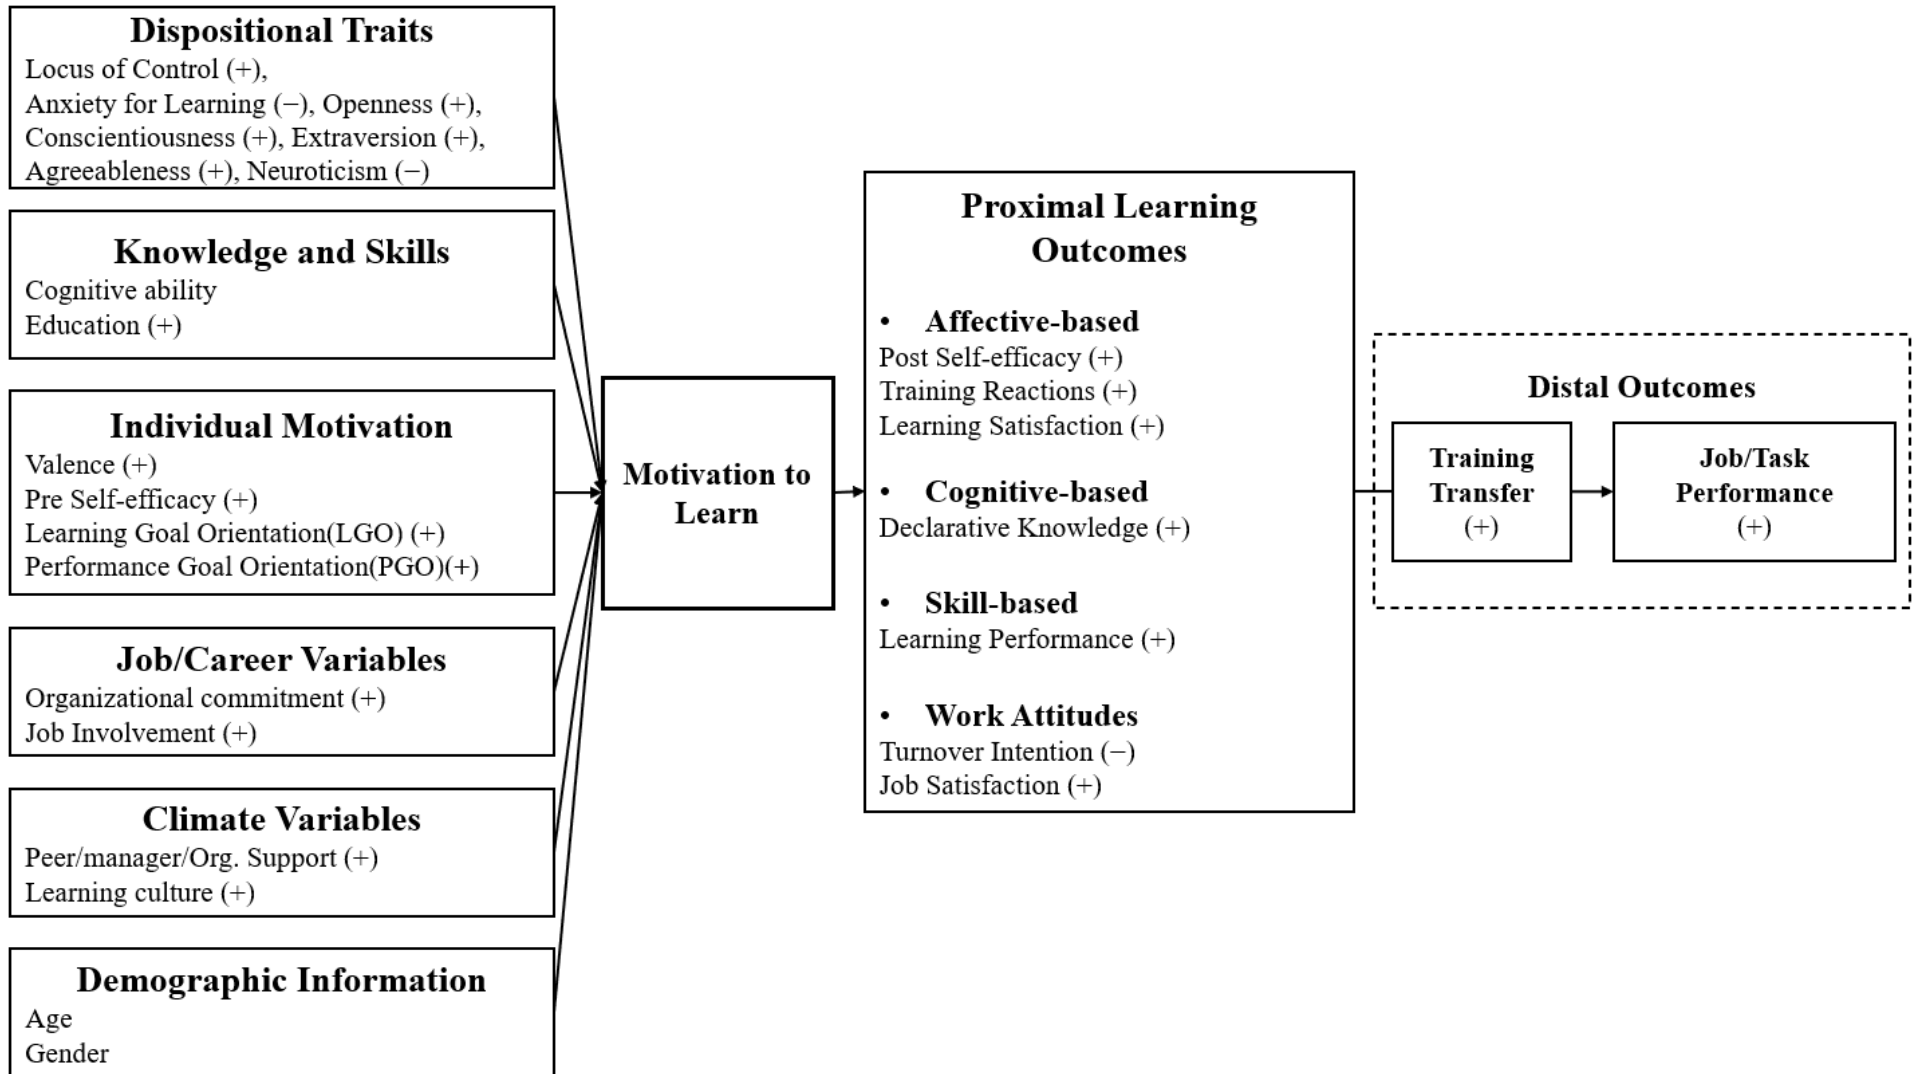 Dispositional Traits
Locus of Control (+),
Anxiety for Learning (−), Openness (+),
Conscientiousness (+), Extraversion (+),
Agreeableness (+), Neuroticism (−)
Knowledge and Skills
Cognitive ability
Education (+)
Individual Motivation
Valence (+)
Pre Self-efficacy (+)
Learning Goal Orientation(LGO) (+)
Performance Goal Orientation(PGO)(+)
Job/Career Variables
Organizational commitment (+)
Job Involvement (+)
Climate Variables
Peer/manager/Org. Support (+)
Learning culture (+)
Demographic Information
Age
Gender
Motivation to
Learn
Proximal Learning
Outcomes
• Affective-based
Post Self-efficacy (+)
Training Reactions (+)
Learning Satisfaction (+)
• Cognitive-based
Declarative Knowledge (+)
• Skill-based
Learning Performance (+)
• Work Attitudes
Turnover Intention (−)
Job Satisfaction (+)
Distal Outcomes
Training
Transfer
(+)
Job/Task
Performance
(+)